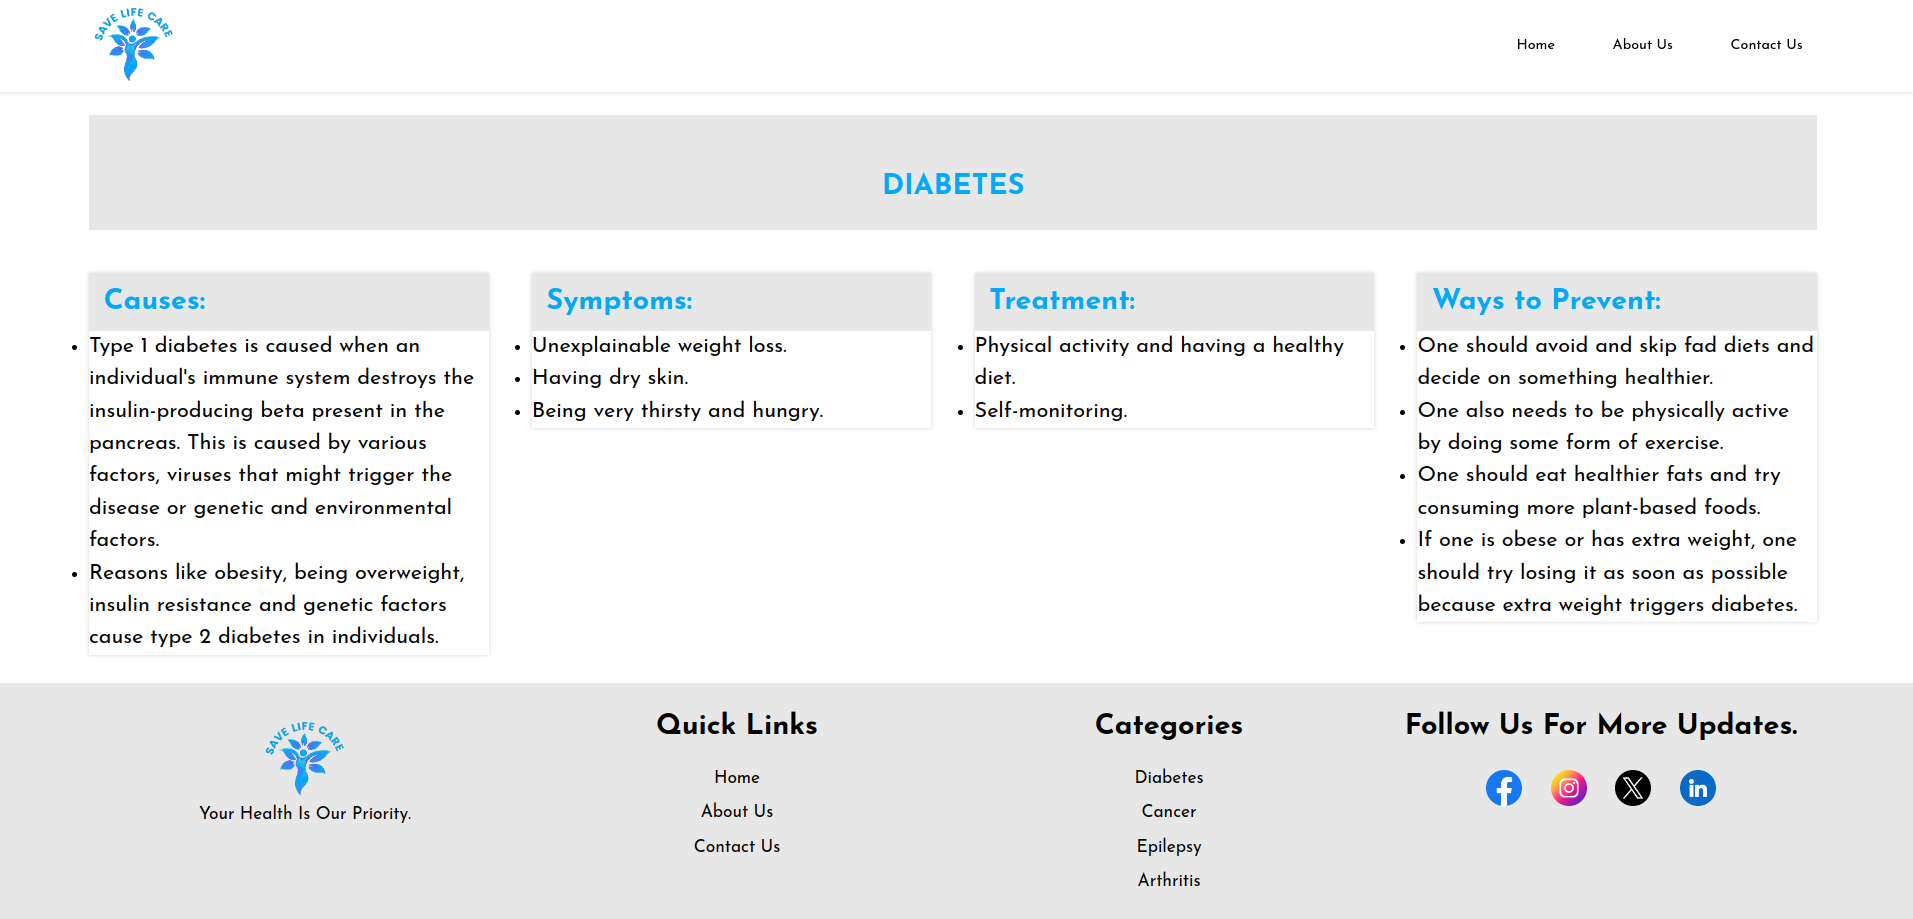 SAVE LIFE CARE
Home
About Us
Contact Us
DIABETES
Causes:
Type 1 diabetes is caused when an
individual's immune system destroys the
insulin-producing beta present in the
pancreas. This is caused by various
factors, viruses that might trigger the
disease or genetic and environmental
factors.
Reasons like obesity, being overweight,
insulin resistance and genetic factors
cause type 2 diabetes in individuals.
Symptoms:
Unexplainable weight loss.
Having dry skin.
Being very thirsty and hungry.
Treatment:
Physical activity and having a healthy
diet.
Self-monitoring.
Ways to Prevent:
One should avoid and skip fad diets and
decide on something healthier.
One also needs to be physically active
by doing some form of exercise.
One should eat healthier fats and try
consuming more plant-based foods.
If one is obese or has extra weight, one
should try losing it as soon as possible
because extra weight triggers diabetes.
SAVE LIFE CARE
Your Health Is Our Priority.
Quick Links
Home
About Us
Contact Us
Categories
Diabetes
Cancer
Epilepsy
Arthritis
Follow Us For More Updates.